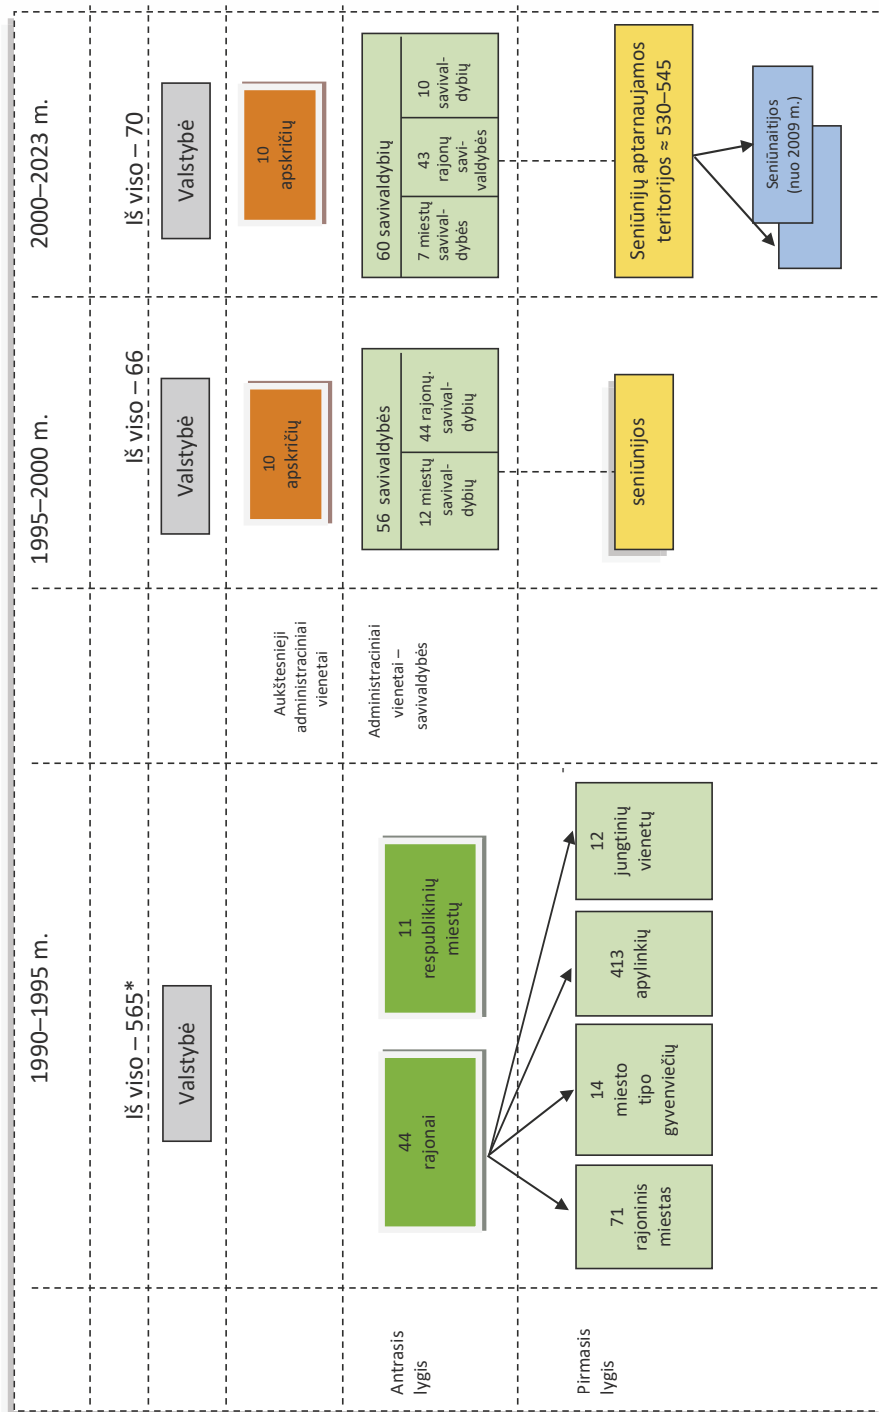 1990–1995 m.
1995–2000 m.
2000–2023 m.
Iš viso – 565*
Iš viso – 66
Iš viso – 70
Valstybė
Valstybė
Valstybė
Aukštesnieji
administraciniai
vienetai
10
apskričių
10
apskričių
Antrasis
lygis
44
rajonai
11
respublikinių
miestų
Administraciniai
vienetai –
savivaldybės
56 savivaldybės
12 miestų
savival-
dybių
44 rajonų.
savival-
dybių
60 savivaldybių
7 miestų
savival-
dybės
43
rajonų
savi-
valdybės
10
savival-
dybių
Pirmasis
lygis
71
rajoninis
miestas
14
miesto
tipo
gyvenviečių
413
apylinkių
12
jungtinių
vienetų
seniūnijos
Seniūnijų aptarnaujamos
teritorijos ≈ 530–545
Seniūnaitijos
(nuo 2009 m.)